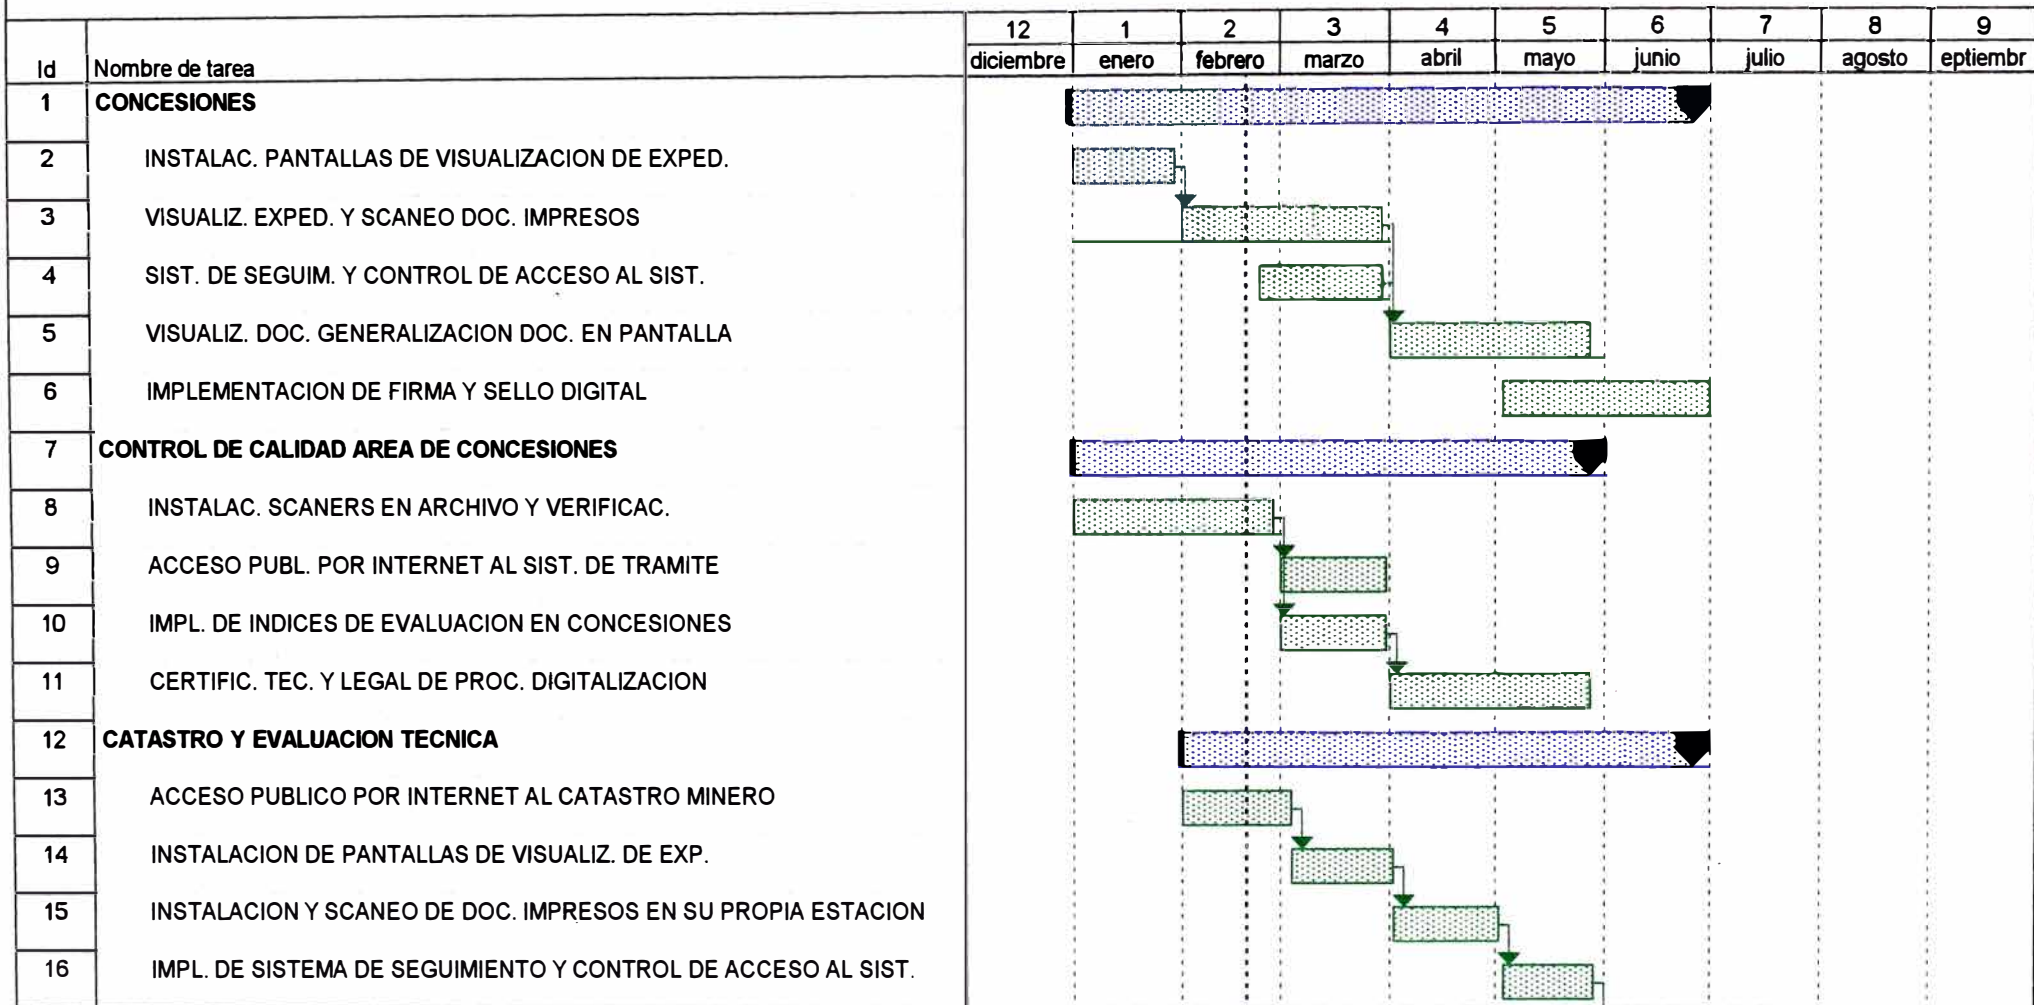 12 1 2 3 4 5 6 7 8 9
Id Nombre de tarea diciembre enero febrero marzo abril mayo junio julio agosto eptiembr
1 CONCESIONES
2 INSTALAC. PANTALLAS DE VISUALIZACION DE EXPED.
3 VISUALIZ. EXPED. Y SCANEO DOC. IMPRESOS
4 SIST. DE SEGUIM. Y CONTROL DE ACCESO AL SIST.
5 VISUALIZ. DOC. GENERALIZACION DOC. EN PANTALLA
6 IMPLEMENTACION DE FIRMA Y SELLO DIGITAL
7 CONTROL DE CALIDAD AREA DE CONCESIONES
8 INSTALAC. SCANERS EN ARCHIVO Y VERIFICAC.
9 ACCESO PUBL. POR INTERNET AL SIST. DE TRAMITE
10 IMPL. DE INDICES DE EVALUACION EN CONCESIONES
11 CERTIFIC. TEC. Y LEGAL DE PROC. DIGITALIZACION
12 CATASTRO Y EVALUACION TECNICA
13 ACCESO PUBLICO POR INTERNET AL CATASTRO MINERO
14 INSTALACION DE PANTALLAS DE VISUALIZ. DE EXP.
15 INSTALACION Y SCANEO DE DOC. IMPRESOS EN SU PROPIA ESTACION
16 IMPL. DE SISTEMA DE SEGUIMIENTO Y CONTROL DE ACCESO AL SIST.